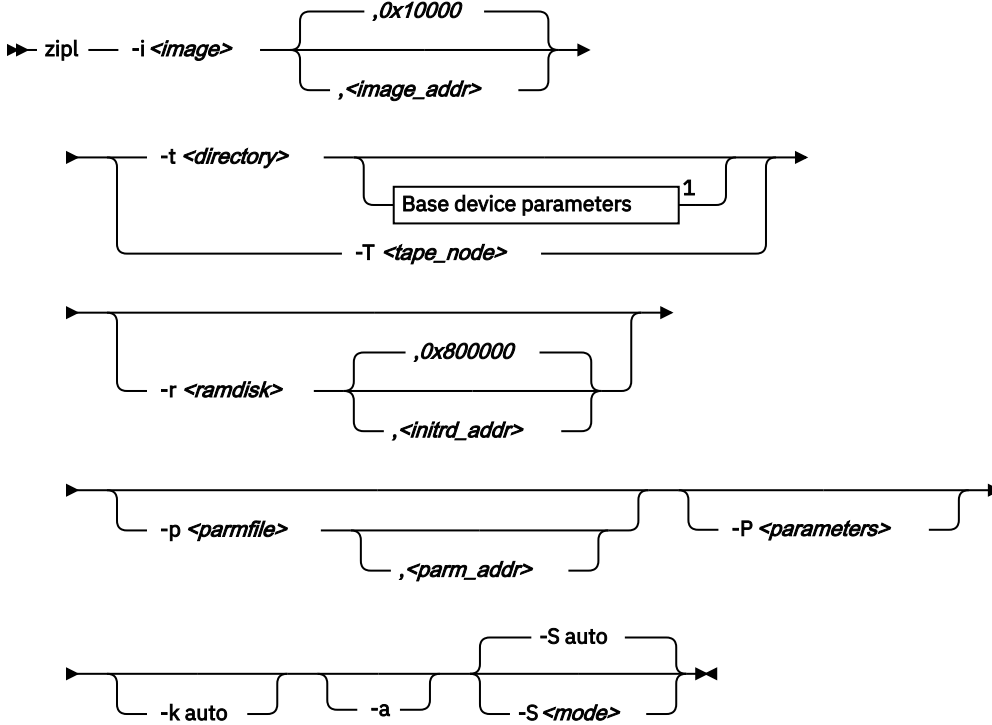 ,0x10000
zipl -i <image>
,<image_addr>
-t <directory>
Base device parameters 1
-T <tape_node>
,0x800000
-r <ramdisk>
,<initrd_addr>
-p <parmfile> -P <parameters>
,<parm_addr>
-S auto
-k auto -a -S <mode>